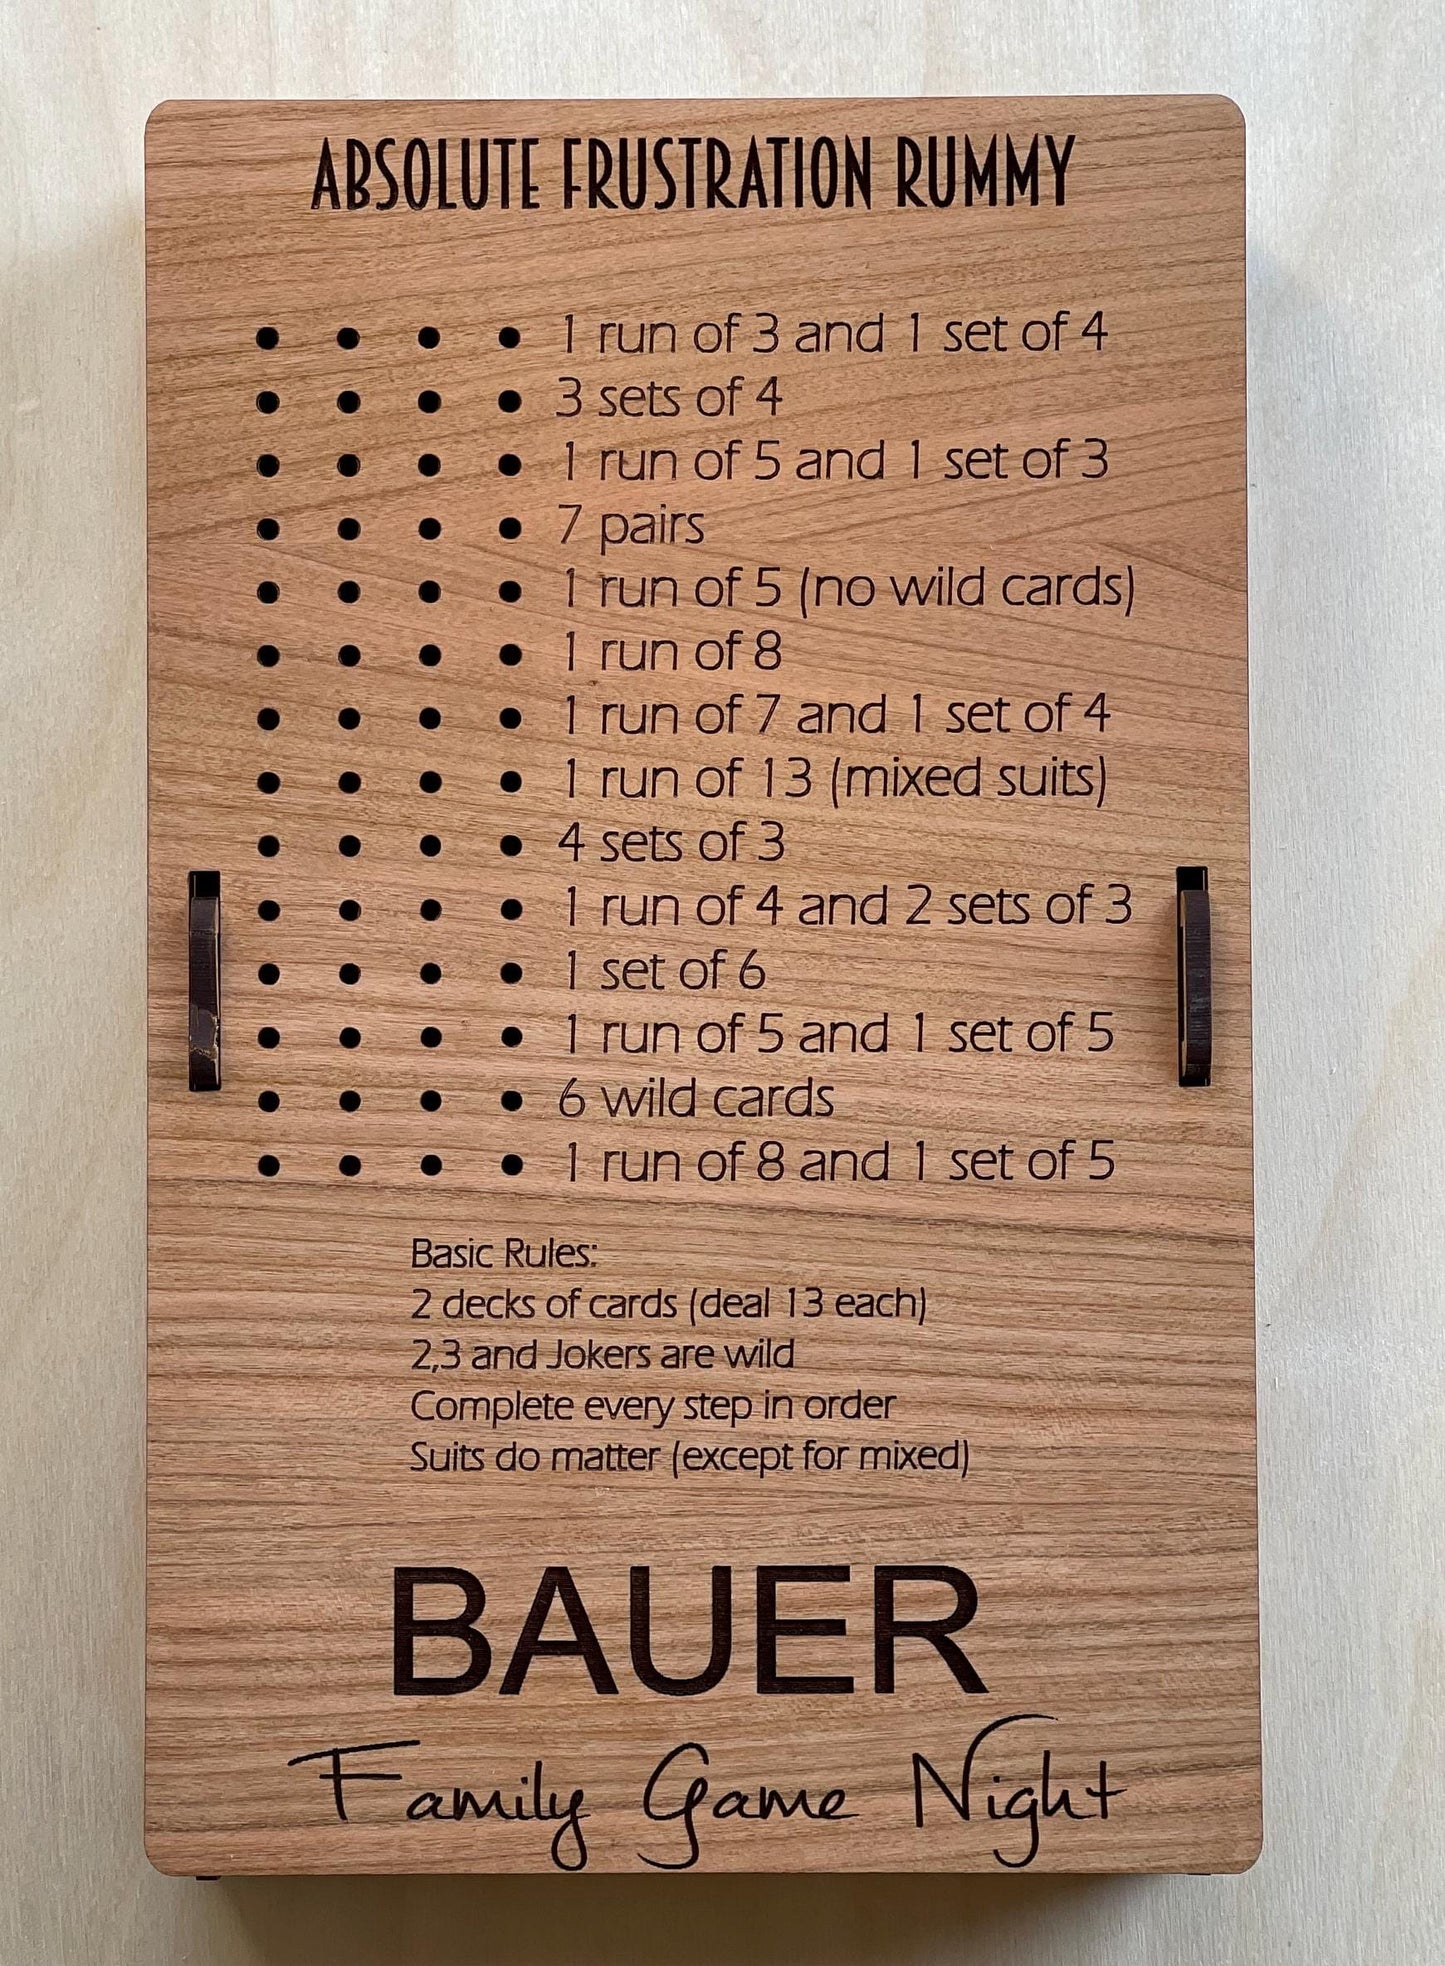 ABSOLUTE FRUSTRATION RUMMY
1 run of 3 and 1 set of 4
3 sets of 4
1 run of 5 and 1 set of 3
7 pairs
1 run of 5 (no wild cards)
1 run of 8
1 run of 7 and 1 set of 4
1 run of 13 (mixed suits)
4 sets of 3
1 run of 4 and 2 sets of 3
1 set of 6
1 run of 5 and 1 set of 5
6 wild cards
1 run of 8 and 1 set of 5
Basic Rules:
2 decks of cards (deal 13 each)
2,3 and Jokers are wild
Complete every step in order
Suits do matter (except for mixed)
BAUER
Family Game Night